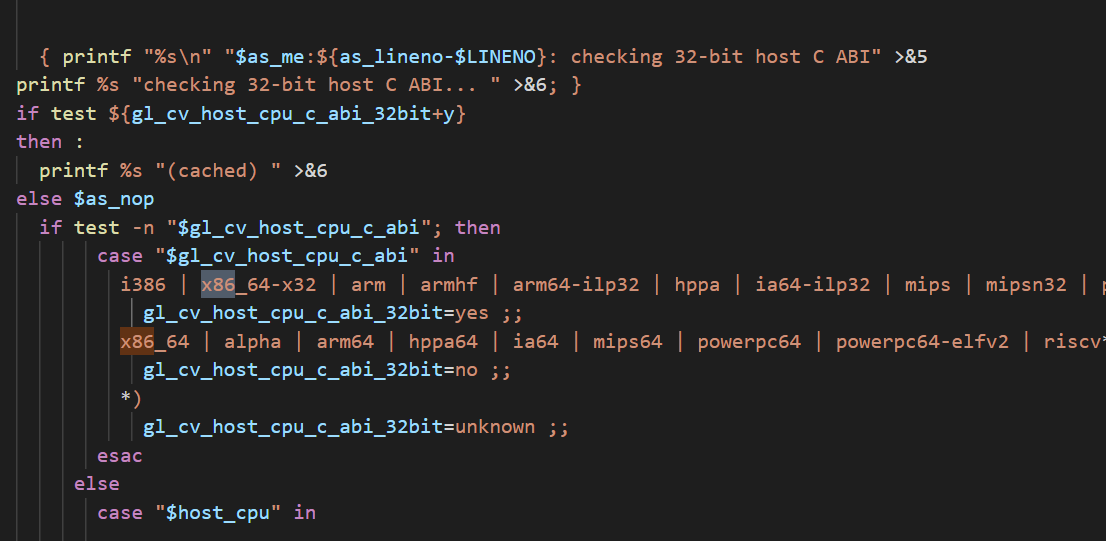 { printf "%s\n" "$as_me:${as_lineno-$LINENO}: checking 32-bit host C ABI" >&5
printf %s "checking 32-bit host C ABI... " >&6; }
if test ${gl_cv_host_cpu_c_abi_32bit+y}
then :
printf %s "(cached) " >&6
else $as_nop
if test -n "$gl_cv_host_cpu_c_abi"; then
case "$gl_cv_host_cpu_c_abi" in
i386 | x86_64-x32 | arm | armhf | arm64-ilp32 | hppa | ia64-ilp32 | mips | mipsn32 |
gl_cv_host_cpu_c_abi_32bit=yes ;;
x86_64 | alpha | arm64 | hppa64 | ia64 | mips64 | powerpc64 | powerpc64-elfv2 | riscv
gl_cv_host_cpu_c_abi_32bit=no ;;
*)
gl_cv_host_cpu_c_abi_32bit=unknown ;;
esac
else
case "$host_cpu" in